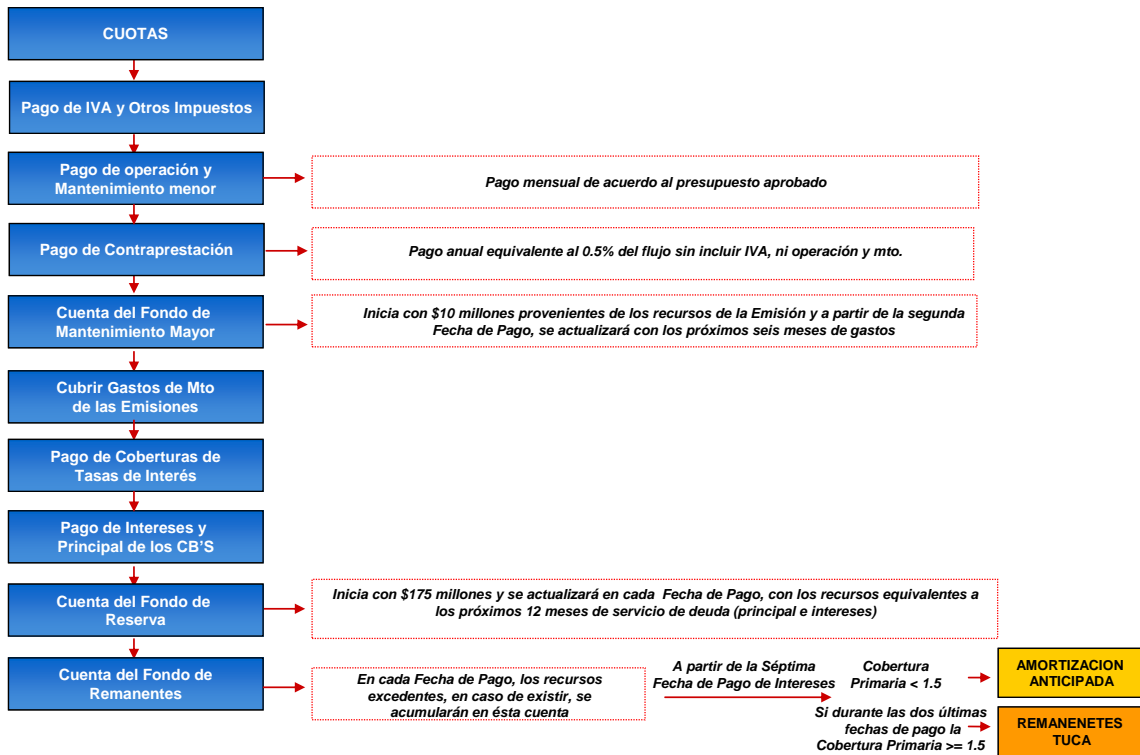 CUOTAS
Pago de IVA y Otros Impuestos
Pago de operación y
Mantenimiento menor
Pago mensual de acuerdo al presupuesto aprobado
Pago de Contraprestación
Pago anual equivalente al 0.5% del flujo sin incluir IVA, ni operación y mto.
Cuenta del Fondo de
Mantenimiento Mayor
Inicia con $10 millones provenientes de los recursos de la Emisión y a partir de la segunda
Fecha de Pago, se actualizará con los próximos seis meses de gastos
Cubrir Gastos de Mto
de las Emisiones
Pago de Coberturas de
Tasas de Interés
Pago de Intereses y
Principal de los CB'S
Cuenta del Fondo de
Reserva
Inicia con $175 millones y se actualizará en cada Fecha de Pago, con los recursos equivalentes a
los próximos 12 meses de servicio de deuda (principal e intereses)
Cuenta del Fondo de
Remanentes
En cada Fecha de Pago, los recursos
excedentes, en caso de existir, se
acumularán en ésta cuenta
A partir de la Séptima
Fecha de Pago de Intereses
Cobertura
Primaria < 1.5
AMORTIZACION
ANTICIPADA
Si durante las dos últimas
fechas de pago la
Cobertura Primaria >= 1.5
REMANENETES
TUCA